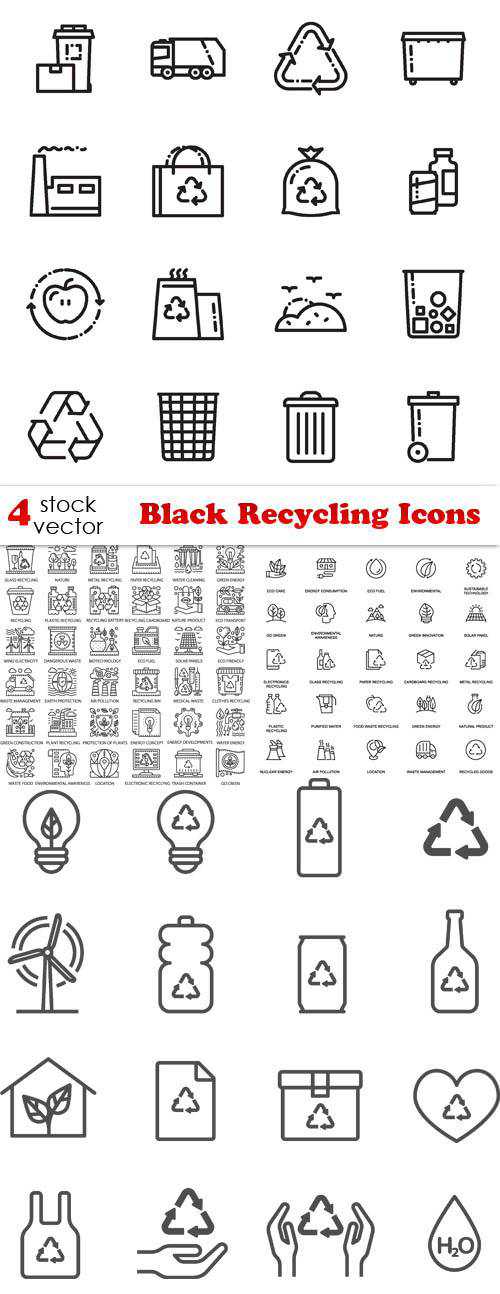 4 stock
vector
Black Recycling Icons
GLASS RECYCLING NATURE METAL RECYCLING PAPER RECYCLING WATER CLEANING GREEN ENERGY
RECYCLING PLASTIC RECYCLING RECYCLING BATTERY RECYCLING CARDBOARD NATURE PRODUCT ECO TRANSPORT
WIND ELECTRICITY DANGEROUS WASTE BIOTECHNOLOGY ECO FUEL SOLAR PANELS ECO FRIENDLY
WASTE MANAGEMENT EARTH PROTECTION AIR POLLUTION RECYCLING BIN MEDICAL WASTE CLOTHES RECYCLING
GREEN CONSTRUCTION PLANT RECYCLING PROTECTION OF PLANTS ENERGY CONCEPT ENERGY DEVELOPMENTS WATER ENERGY
WASTE FOOD ENVIRONMENTAL AWARENESS LOCATION ELECTRONIC RECYCLING TRASH CONTAINER GO GREEN
ECO CARE ENERGY CONSUMPTION ECO FUEL ENVIRONMENTAL SUSTAINABLE
TECHNOLOGY
GO GREEN ENVIRONMENTAL
AWARENESS NATURE GREEN INNOVATION SOLAR PANEL
ELECTRONICS
RECYCLING GLASS RECYCLING PAPER RECYCLING CARDBOARD RECYCLING METAL RECYCLING
PLASTIC
RECYCLING PURIFIED WATER FOOD WASTE RECYCLING GREEN ENERGY NATURAL PRODUCT
NUCLEAR ENERGY AIR POLLUTION LOCATION WASTE MANAGEMENT RECYCLED GOODS
H2O